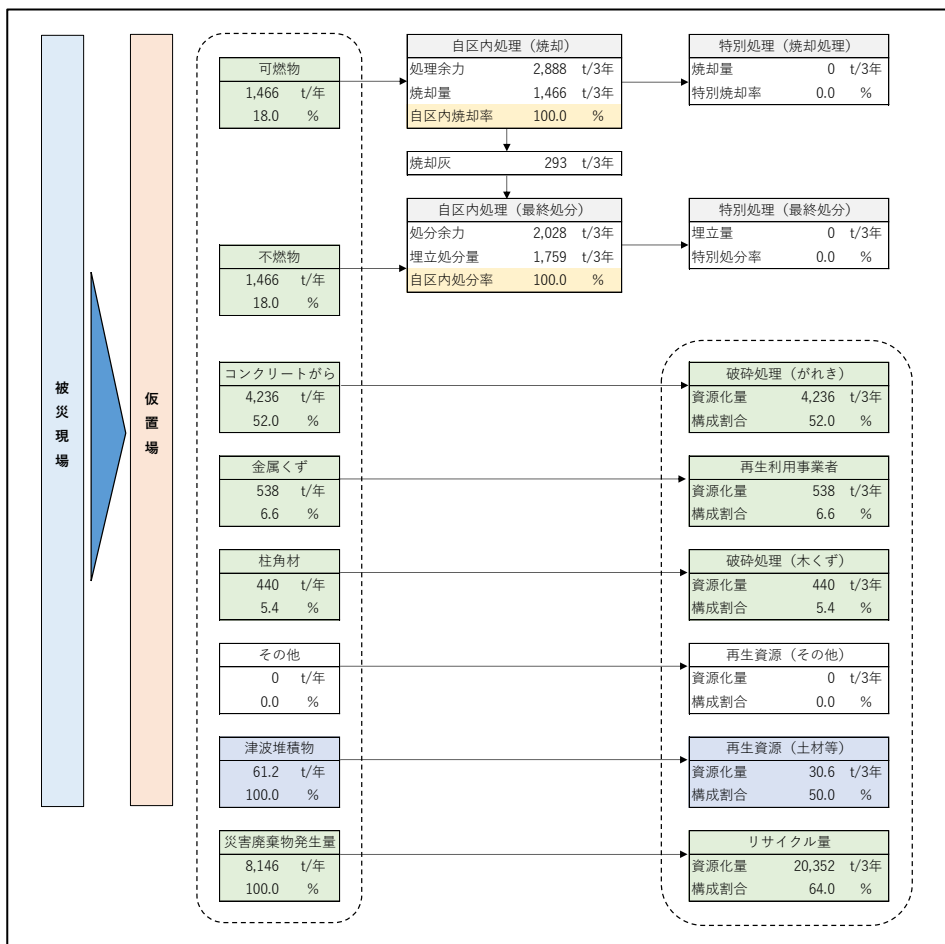 被災現場
仮置場
可燃物
1,466 t/年
18.0 %
自区内処理（焼却）
処理余力 2,888 t/3年
焼却量 1,466 t/3年
自区内焼却率 100.0 %
特別処理（焼却処理）
焼却量 0 t/3年
特別焼却率 0.0 %
焼却灰 293 t/3年
不燃物
1,466 t/年
18.0 %
自区内処理（最終処分）
処分余力 2,028 t/3年
埋立処分量 1,759 t/3年
自区内処分率 100.0 %
特別処理（最終処分）
埋立量 0 t/3年
特別処分率 0.0 %
コンクリートがら
4,236 t/年
52.0 %
破砕処理（がれき）
資源化量 4,236 t/3年
構成割合 52.0 %
金属くず
538 t/年
6.6 %
再生利用事業者
資源化量 538 t/3年
構成割合 6.6 %
柱角材
440 t/年
5.4 %
破砕処理（木くず）
資源化量 440 t/3年
構成割合 5.4 %
その他
0 t/年
0.0 %
再生資源（その他）
資源化量 0 t/3年
構成割合 0.0 %
津波堆積物
61.2 t/年
100.0 %
再生資源（土材等）
資源化量 30.6 t/3年
構成割合 50.0 %
災害廃棄物発生量
8,146 t/年
100.0 %
リサイクル量
資源化量 20,352 t/3年
構成割合 64.0 %